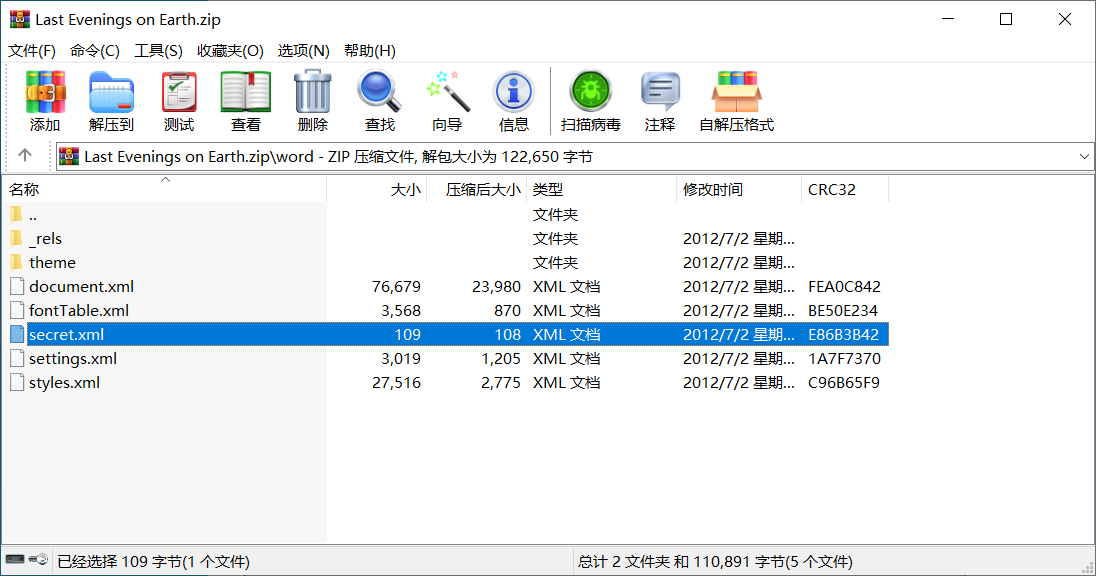 Last Evenings on Earth.zip
文件(F) 命令(C) 工具(S) 收藏夹(O) 选项(N) 帮助(H)
添加 解压到 测试 查看 删除 查找 向导 信息 扫描病毒 注释 自解压格式
Last Evenings on Earth.zip\word - ZIP 压缩文件, 解包大小为 122,650 字节
名称 大小 压缩后大小 类型 修改时间 CRC32
.. 文件夹
_rels 文件夹 2012/7/2 星期...
theme 文件夹 2012/7/2 星期...
document.xml 76,679 23,980 XML 文档 2012/7/2 星期... FEA0C842
fontTable.xml 3,568 870 XML 文档 2012/7/2 星期... BE50E234
secret.xml 109 108 XML 文档 2012/7/2 星期... E86B3B42
settings.xml 3,019 1,205 XML 文档 2012/7/2 星期... 1A7F7370
styles.xml 27,516 2,775 XML 文档 2012/7/2 星期... C96B65F9
已经选择 109 字节(1 个文件) 总计 2 文件夹 和 110,891 字节(5 个文件)